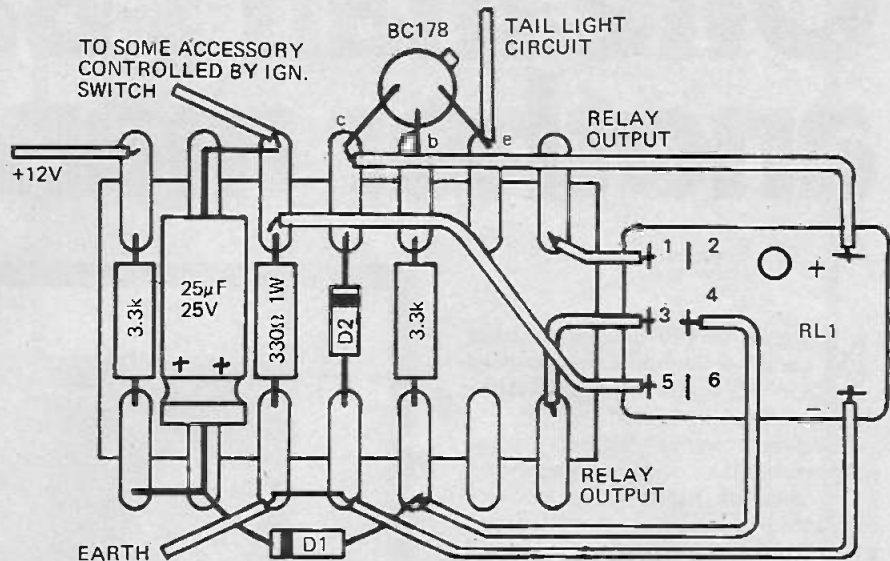 BC178
TAIL LIGHT
CIRCUIT
TO SOME ACCESSORY
CONTROLLED BY IGN.
SWITCH
RELAY
OUTPUT
c
b
e
+12V
1
2
+
25µF
25V
3.3k
330Ω 1W
D2
3.3k
3
4
RL1
+ +
5
6
−
RELAY
OUTPUT
EARTH
D1